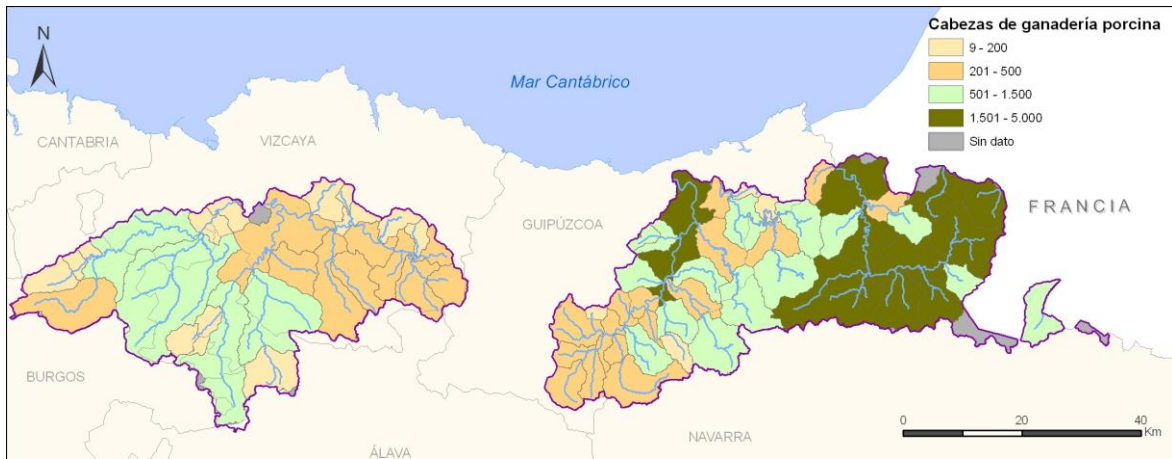 N
Cabezas de ganadería porcina
9 - 200
201 - 500
501 - 1.500
1.501 - 5.000
Sin dato
Mar Cantábrico
CANTABRIA
VIZCAYA
GUIPÚZCOA
FRANCIA
BURGOS
ÁLAVA
NAVARRA
0 20 40
Km